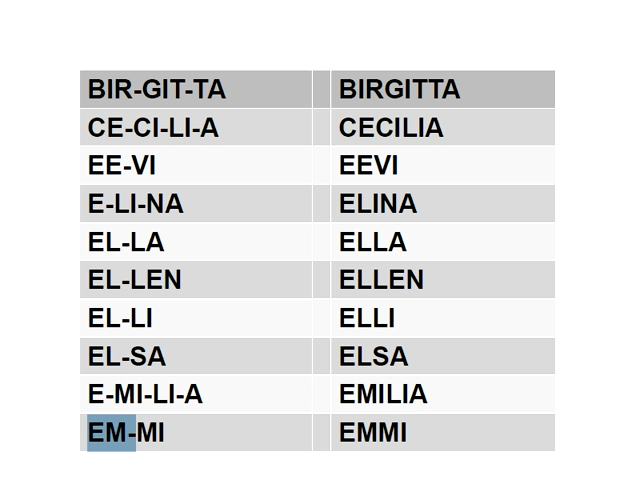 BIR-GIT-TA BIRGITTA
CE-CI-LI-A CECILIA
EE-VI EEVI
E-LI-NA ELINA
EL-LA ELLA
EL-LEN ELLEN
EL-LI ELLI
EL-SA ELSA
E-MI-LI-A EMILIA
EM-MI EMMI